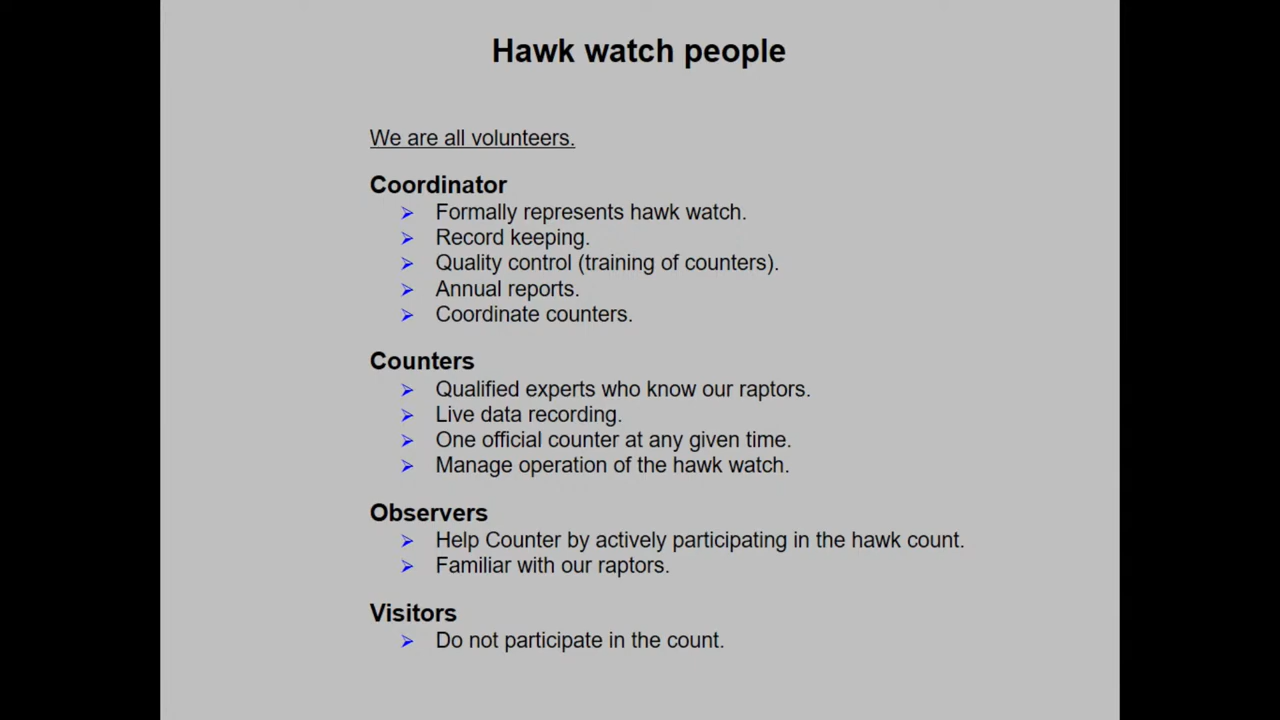 Hawk watch people
We are all volunteers.
Coordinator
➢ Formally represents hawk watch.
➢ Record keeping.
➢ Quality control (training of counters).
➢ Annual reports.
➢ Coordinate counters.
Counters
➢ Qualified experts who know our raptors.
➢ Live data recording.
➢ One official counter at any given time.
➢ Manage operation of the hawk watch.
Observers
➢ Help Counter by actively participating in the hawk count.
➢ Familiar with our raptors.
Visitors
➢ Do not participate in the count.